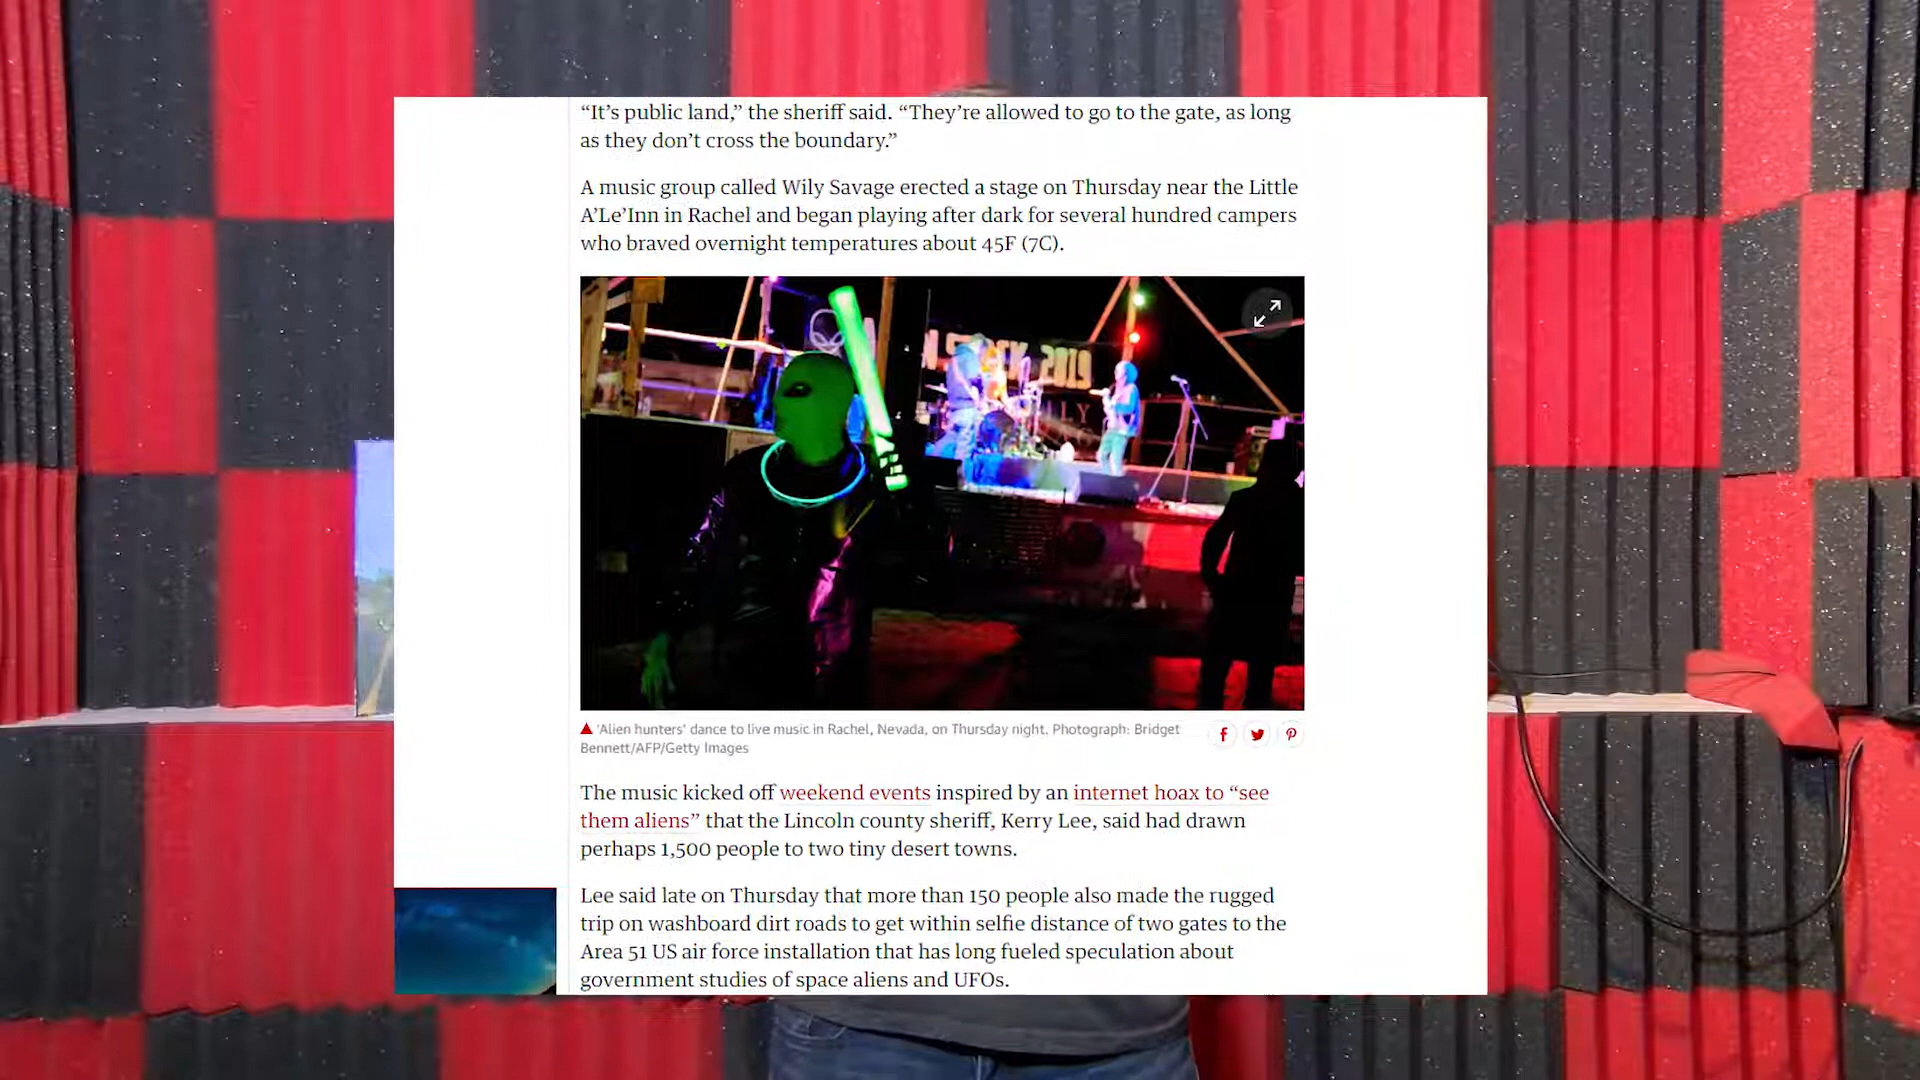 “It’s public land,” the sheriff said. “They’re allowed to go to the gate, as long
as they don’t cross the boundary.”
A music group called Wily Savage erected a stage on Thursday near the Little
A’Le’Inn in Rachel and began playing after dark for several hundred campers
who braved overnight temperatures about 45F (7C).
'Alien hunters' dance to live music in Rachel, Nevada, on Thursday night. Photograph: Bridget
Bennett/AFP/Getty Images
The music kicked off weekend events inspired by an internet hoax to “see
them aliens” that the Lincoln county sheriff, Kerry Lee, said had drawn
perhaps 1,500 people to two tiny desert towns.
Lee said late on Thursday that more than 150 people also made the rugged
trip on washboard dirt roads to get within selfie distance of two gates to the
Area 51 US air force installation that has long fueled speculation about
government studies of space aliens and UFOs.